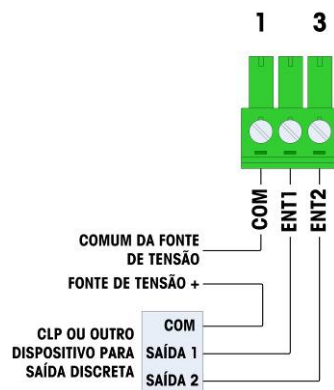 1 3
COM ENT1 ENT2
COMUM DA FONTE
DE TENSÃO
FONTE DE TENSÃO +
CLP OU OUTRO
DISPOSITIVO PARA
SAÍDA DISCRETA
COM
SAÍDA 1
SAÍDA 2